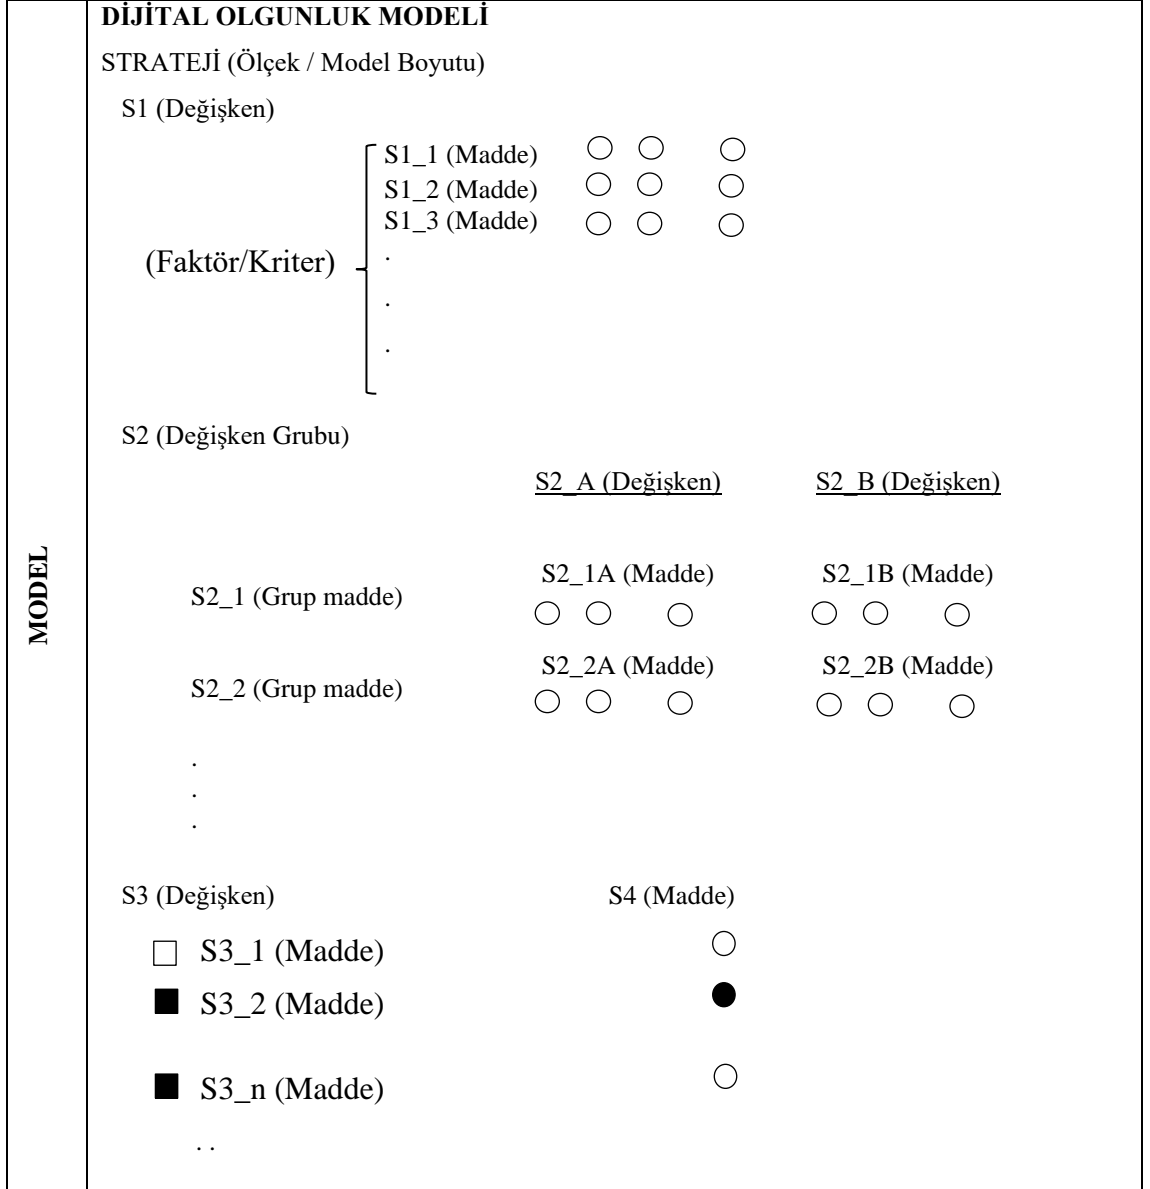 DİJİTAL OLGUNLUK MODELİ
STRATEJİ (Ölçek / Model Boyutu)
S1 (Değişken)
S1_1 (Madde)
S1_2 (Madde)
S1_3 (Madde)
(Faktör/Kriter)
.
.
.
S2 (Değişken Grubu)
S2_A (Değişken) S2_B (Değişken)
S2_1A (Madde) S2_1B (Madde)
S2_1 (Grup madde)
S2_2A (Madde) S2_2B (Madde)
S2_2 (Grup madde)
.
.
.
S3 (Değişken) S4 (Madde)
S3_1 (Madde)
S3_2 (Madde)
S3_n (Madde)
. .
MODEL